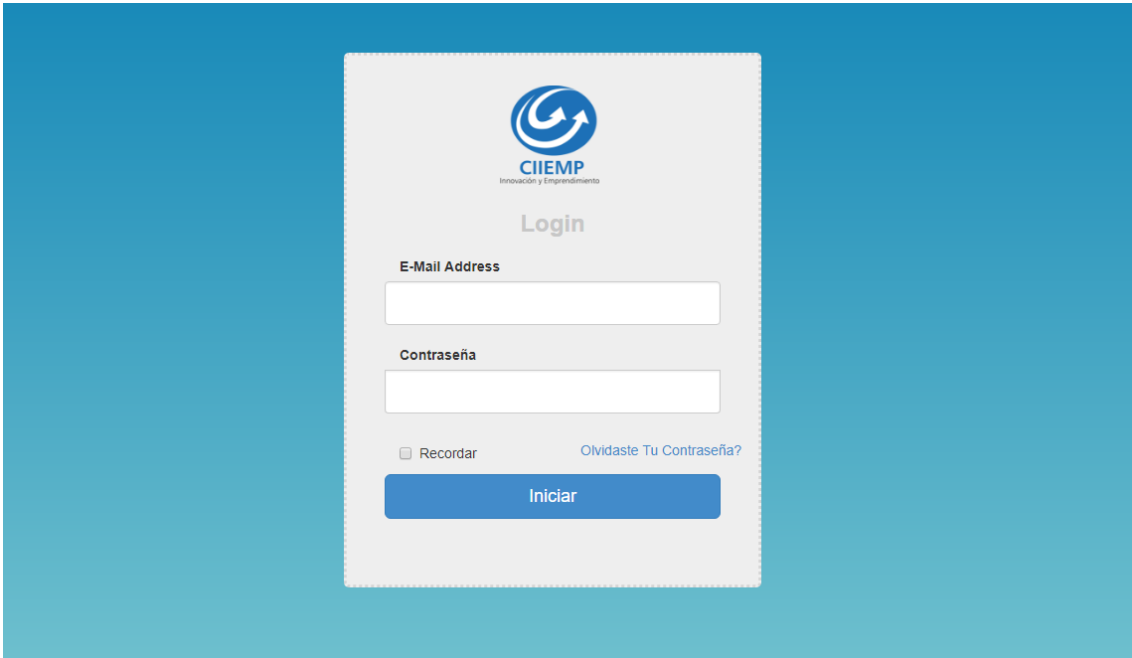 CIIEMP
Innovación y Emprendimiento
Login
E-Mail Address
Contraseña
Recordar
Olvidaste Tu Contraseña?
Iniciar